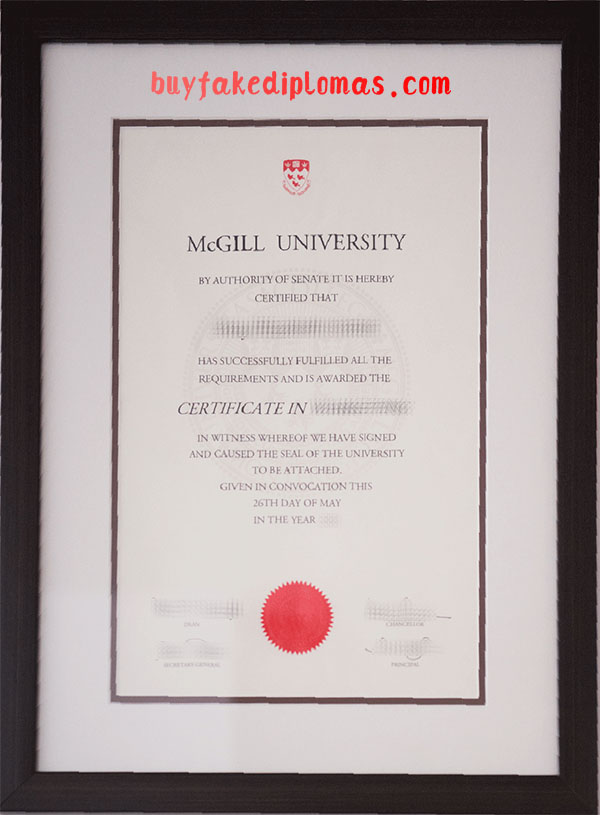 buyfakediplomas.com
McGILL UNIVERSITY
BY AUTHORITY OF SENATE IT IS HEREBY
CERTIFIED THAT
HAS SUCCESSFULLY FULFILLED ALL THE
REQUIREMENTS AND IS AWARDED THE
CERTIFICATE IN
IN WITNESS WHEREOF WE HAVE SIGNED
AND CAUSED THE SEAL OF THE UNIVERSITY
TO BE ATTACHED.
GIVEN IN CONVOCATION THIS
26TH DAY OF MAY
IN THE YEAR
DEAN
CHANCELLOR
SECRETARY-GENERAL
PRINCIPAL